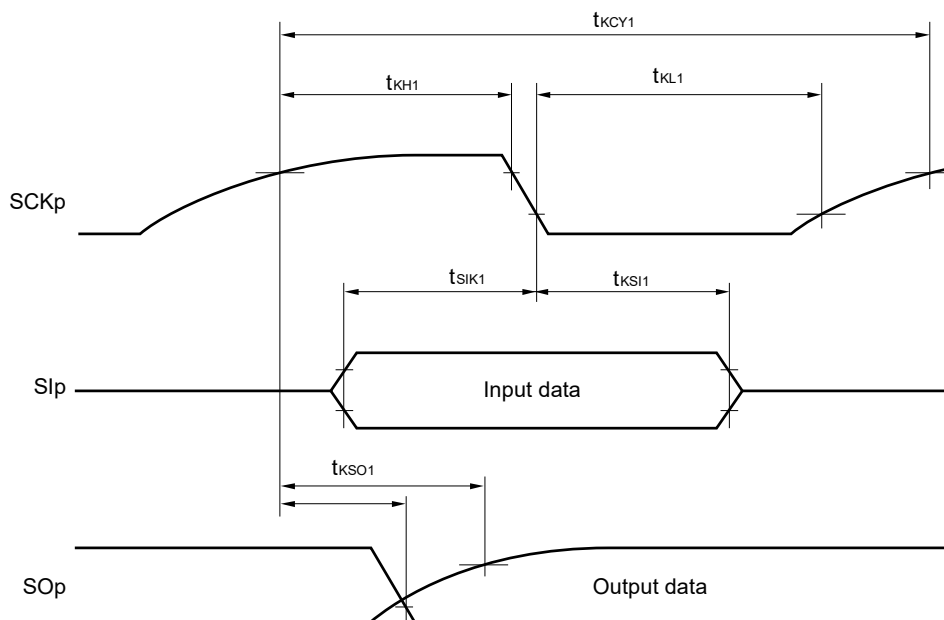 tKCY1
tKH1
tKL1
SCKp
tSIK1
tKSI1
SIp
Input data
tKSO1
SOp
Output data